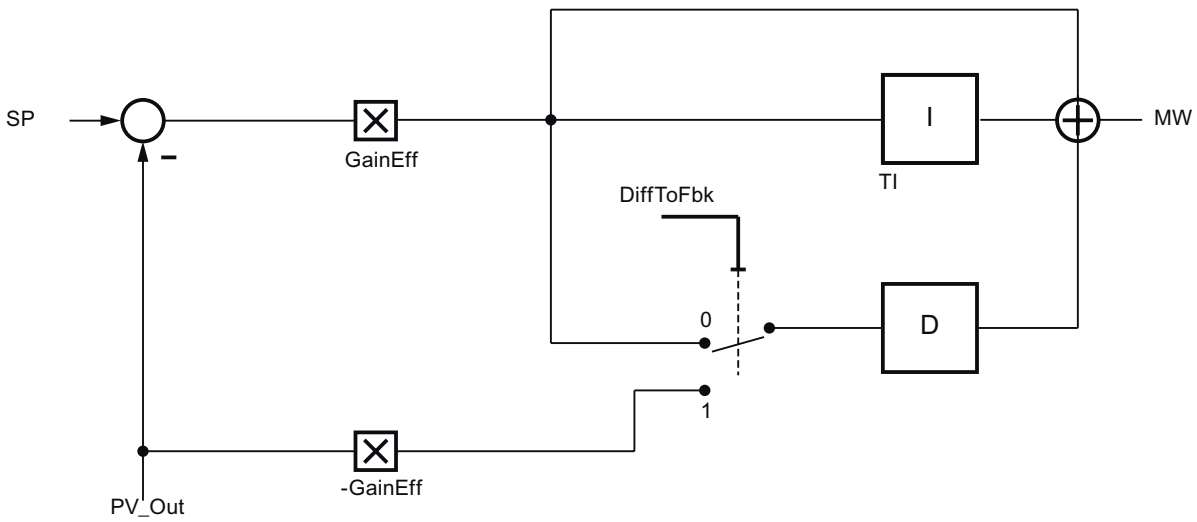 SP
GainEff
I
TI
MW
DiffToFbk
0
1
D
-GainEff
PV_Out